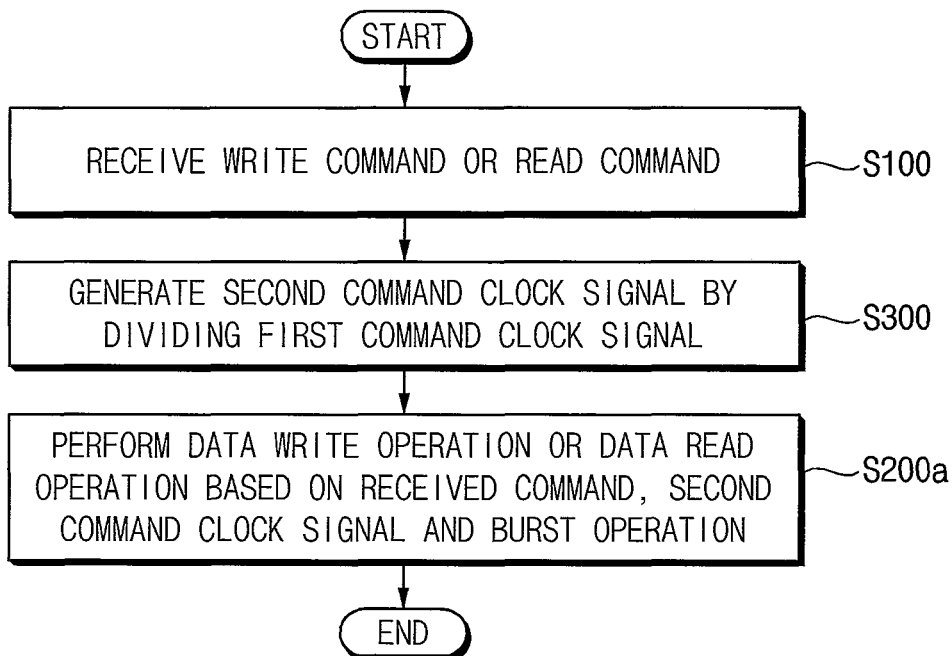 START
RECEIVE WRITE COMMAND OR READ COMMAND
S100
GENERATE SECOND COMMAND CLOCK SIGNAL BY
DIVIDING FIRST COMMAND CLOCK SIGNAL
S300
PERFORM DATA WRITE OPERATION OR DATA READ
OPERATION BASED ON RECEIVED COMMAND, SECOND
COMMAND CLOCK SIGNAL AND BURST OPERATION
S200a
END